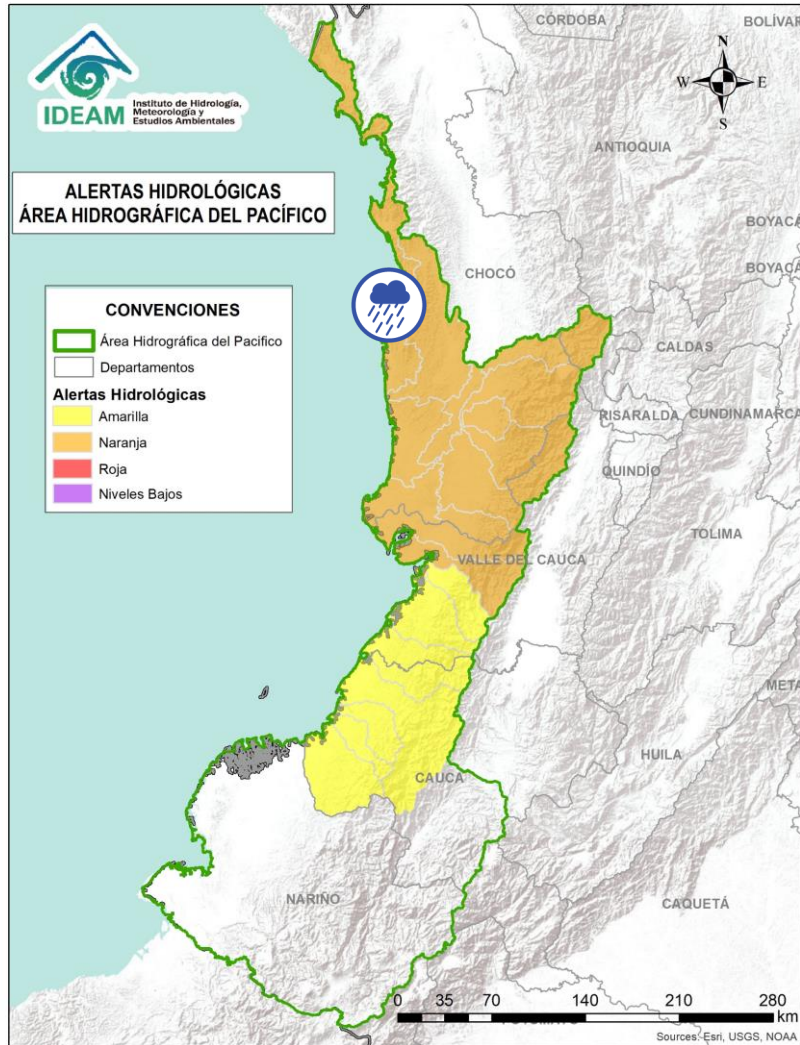 CÓRDOBA
BOLÍVAR
IDEAM
Instituto de Hidrología,
Meteorología y
Estudios Ambientales
N
W E
S
ANTIOQUIA
ALERTAS HIDROLÓGICAS
ÁREA HIDROGRÁFICA DEL PACÍFICO
BOYACÁ
BOYACÁ
CHOCÓ
CONVENCIONES
Área Hidrográfica del Pacifico
Departamentos
Alertas Hidrológicas
Amarilla
Naranja
Roja
Niveles Bajos
CALDAS
RISARALDA
CUNDINAMARCA
QUINDÍO
TOLIMA
VALLE DEL CAUCA
META
HUILA
CAUCA
NARIÑO
CAQUETÁ
0 35 70 140 210 280
km
Sources: Esri, USGS, NOAA